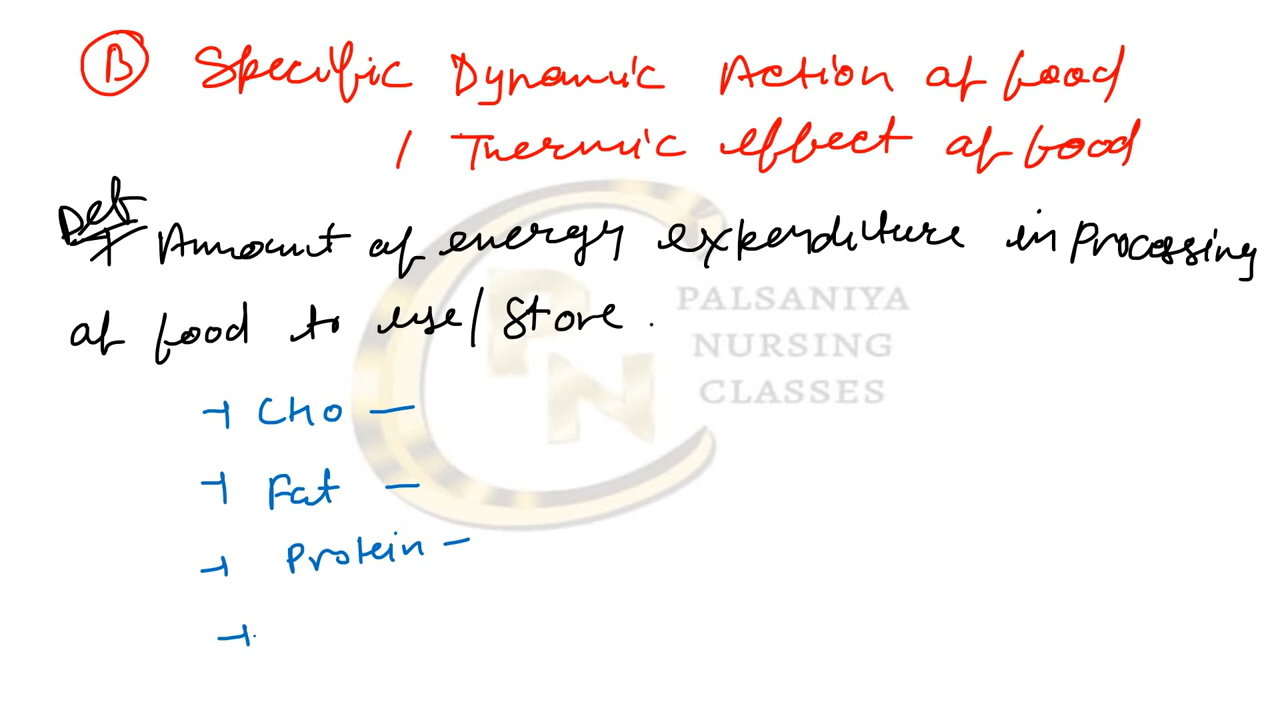 B Specific Dynamic Action of food
/ Thermic effect of food
Def
→ Amount of energy expenditure in Processing
of food to use/Store.
PALSANIYA
NURSING
CLASSES
PNC
→ CHO —
→ Fat —
→ Protein —
→